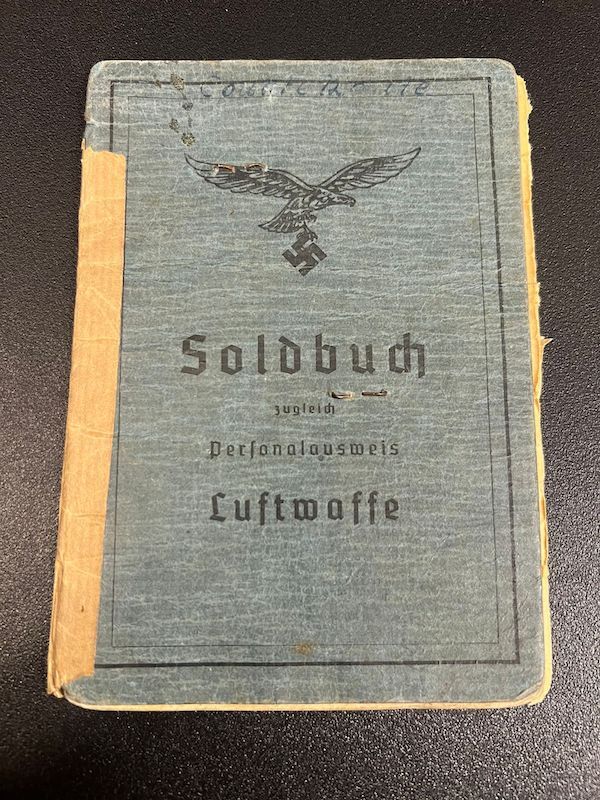 Soldbuch
zugleich
Personalausweis
Luftwaffe